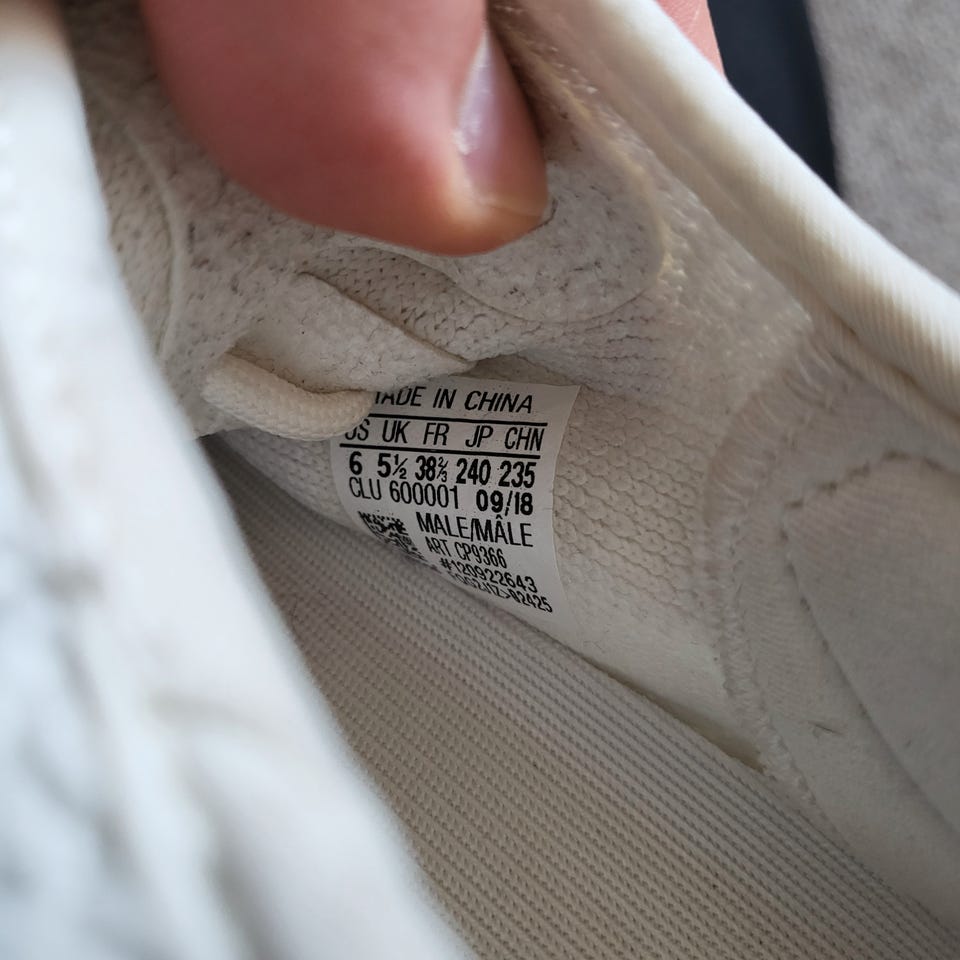 MADE IN CHINA
US UK FR JP CHN
6 5½ 38⅔ 240 235
CLU 600001 09/18
MALE/MÂLE
ART CP9366
#120922643